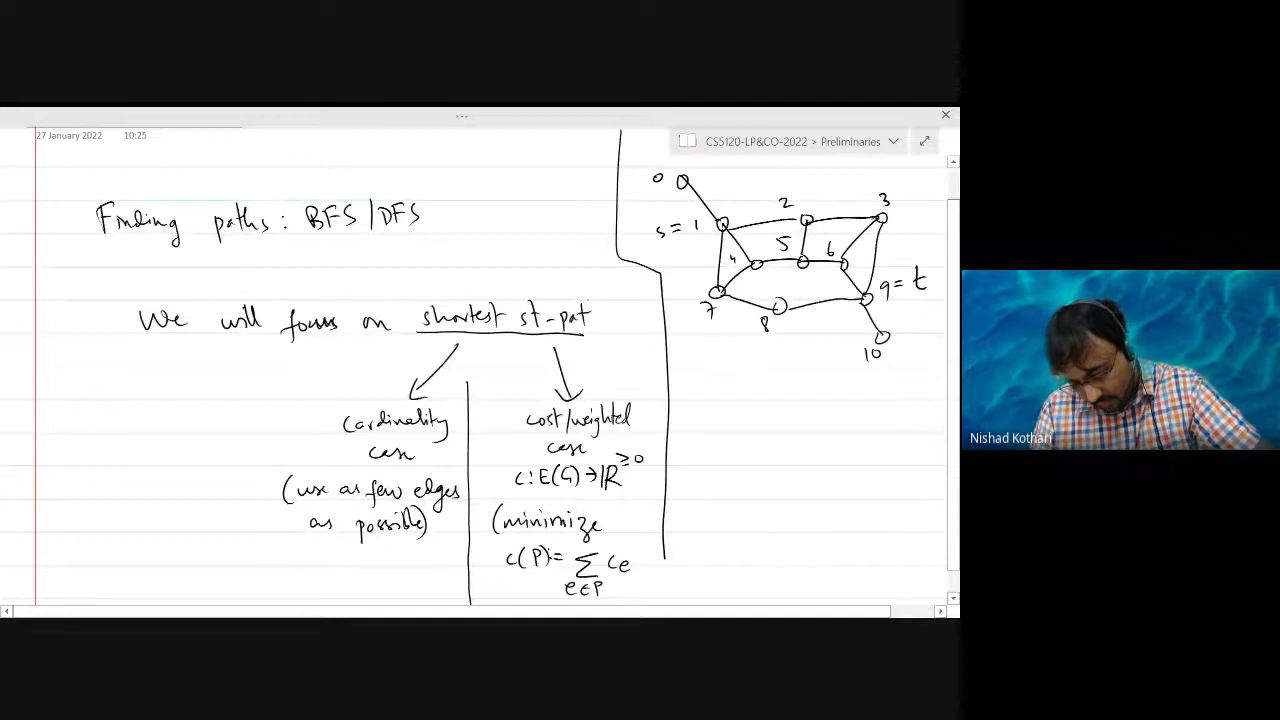 27 January 2022 10:25
CS5120-LP&CO-2022 > Preliminaries
Finding paths: BFS/DFS
We will focus on shortest st-pat
cardinality
case
(use as few edges
as possible)
cost/weighted
case
c: E(G) → ℝ≥0
(minimize
c(P) := ∑ ce
e∈P
0
s = 1
2
3
4
5
6
7
8
9 = t
10
Nishad Kothari